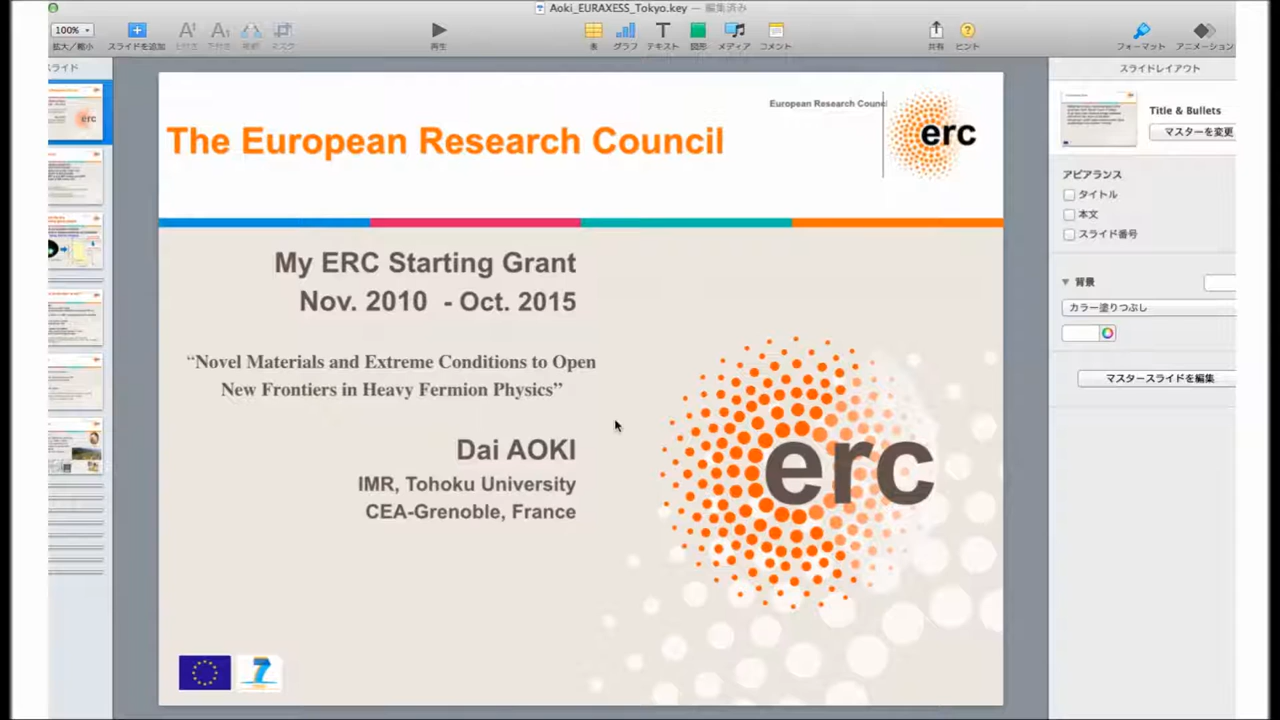 Aoki_EURAXESS_Tokyo.key — 編集済み
100%
拡大／縮小
スライドを追加
再生
表
グラフ
テキスト
図形
メディア
コメント
共有
ヒント
フォーマット
アニメーション
スライド
スライドレイアウト
European Research Counc
The European Research Council
erc
My ERC Starting Grant
Nov. 2010 - Oct. 2015
“Novel Materials and Extreme Conditions to Open
New Frontiers in Heavy Fermion Physics”
Dai AOKI
IMR, Tohoku University
CEA-Grenoble, France
erc
7
erc
Title & Bullets
マスターを変更
アピアランス
タイトル
本文
スライド番号
背景
カラー塗りつぶし
マスタースライドを編集